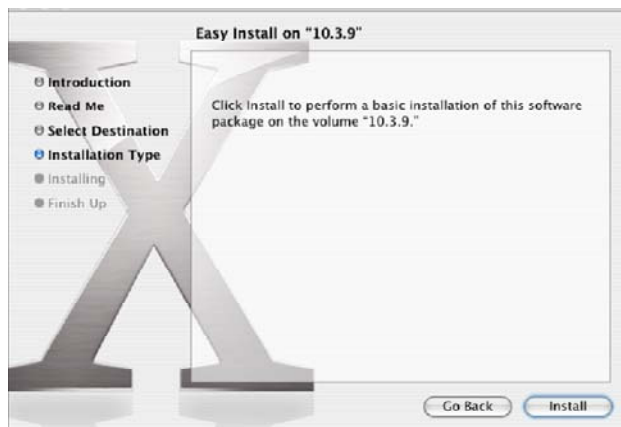 Easy Install on "10.3.9"
Introduction
Read Me
Select Destination
Installation Type
Installing
Finish Up
Click Install to perform a basic installation of this software
package on the volume "10.3.9."
Go Back
Install